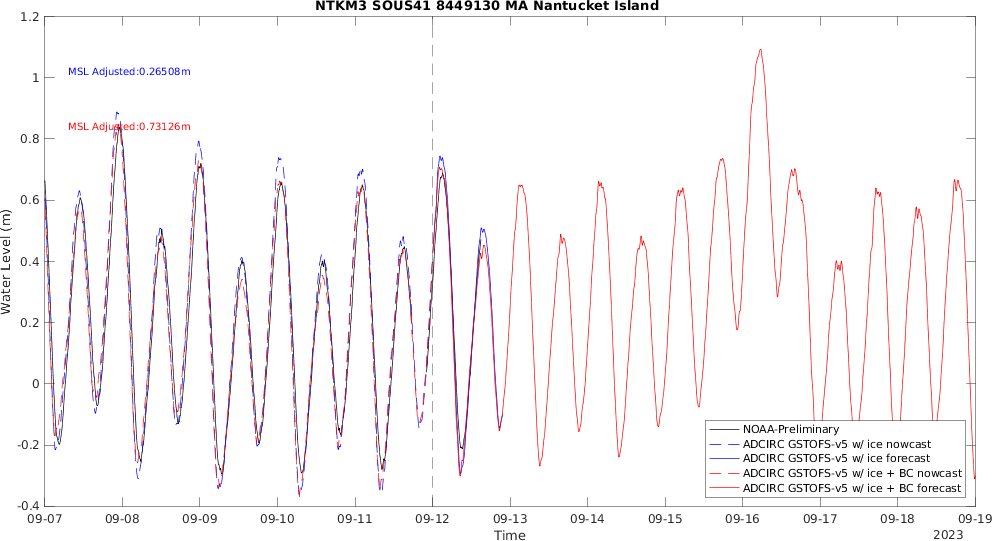 NTKM3 SOUS41 8449130 MA Nantucket Island
1.2
1
0.8
0.6
0.4
0.2
0
-0.2
-0.4
Water Level (m)
MSL Adjusted:0.26508m
MSL Adjusted:0.73126m
NOAA-Preliminary
ADCIRC GSTOFS-v5 w/ ice nowcast
ADCIRC GSTOFS-v5 w/ ice forecast
ADCIRC GSTOFS-v5 w/ ice + BC nowcast
ADCIRC GSTOFS-v5 w/ ice + BC forecast
09-07 09-08 09-09 09-10 09-11 09-12 09-13 09-14 09-15 09-16 09-17 09-18 09-19
Time
2023